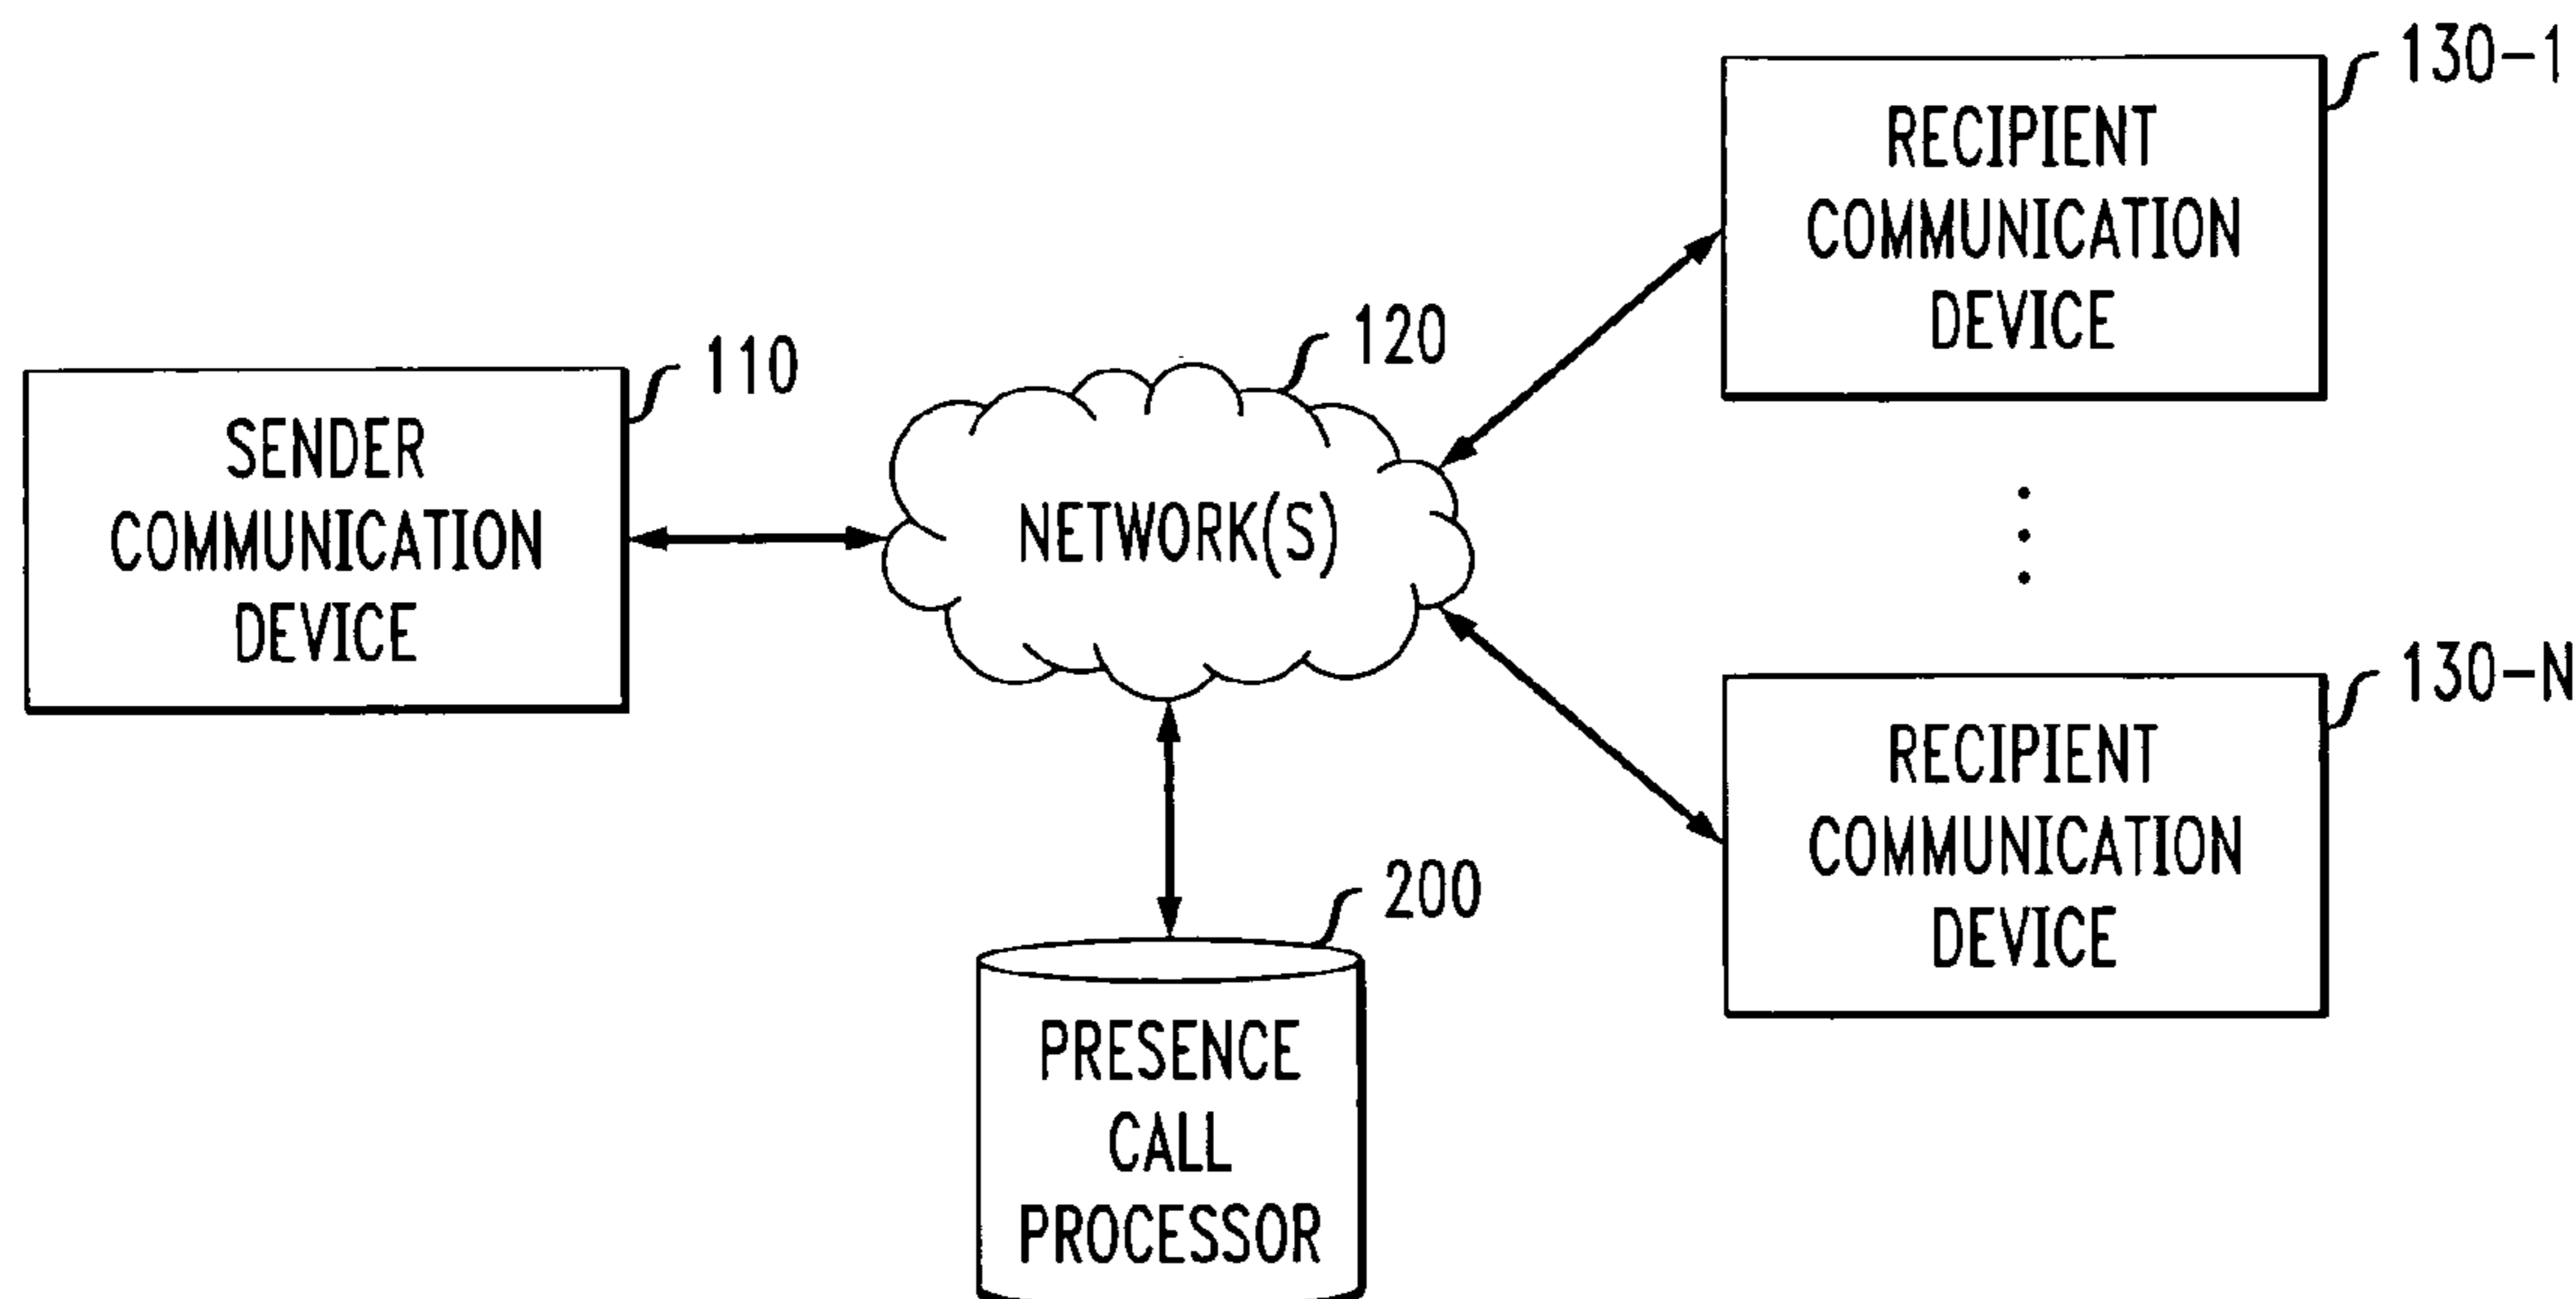 130-1
RECIPIENT
COMMUNICATION
DEVICE
120
110
SENDER
COMMUNICATION
DEVICE
NETWORK(S)
130-N
RECIPIENT
COMMUNICATION
DEVICE
200
PRESENCE
CALL
PROCESSOR